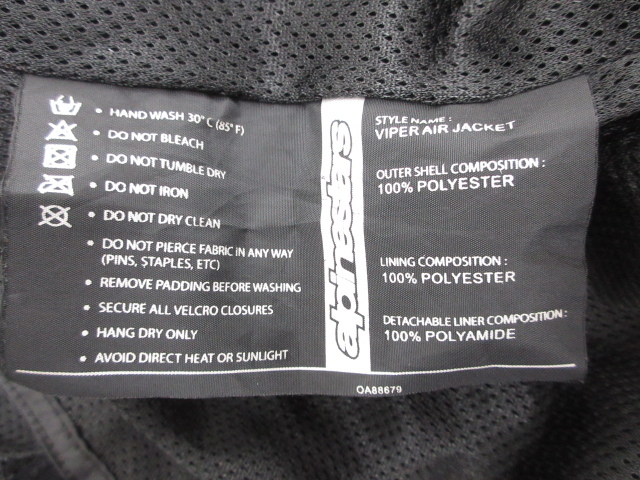 • HAND WASH 30° C (85° F)
• DO NOT BLEACH
• DO NOT TUMBLE DRY
• DO NOT IRON
• DO NOT DRY CLEAN
• DO NOT PIERCE FABRIC IN ANY WAY
(PINS, STAPLES, ETC)
• REMOVE PADDING BEFORE WASHING
• SECURE ALL VELCRO CLOSURES
• HANG DRY ONLY
• AVOID DIRECT HEAT OR SUNLIGHT
alpinestars
STYLE NAME :
VIPER AIR JACKET
OUTER SHELL COMPOSITION :
100% POLYESTER
LINING COMPOSITION :
100% POLYESTER
DETACHABLE LINER COMPOSITION :
100% POLYAMIDE
OA88679